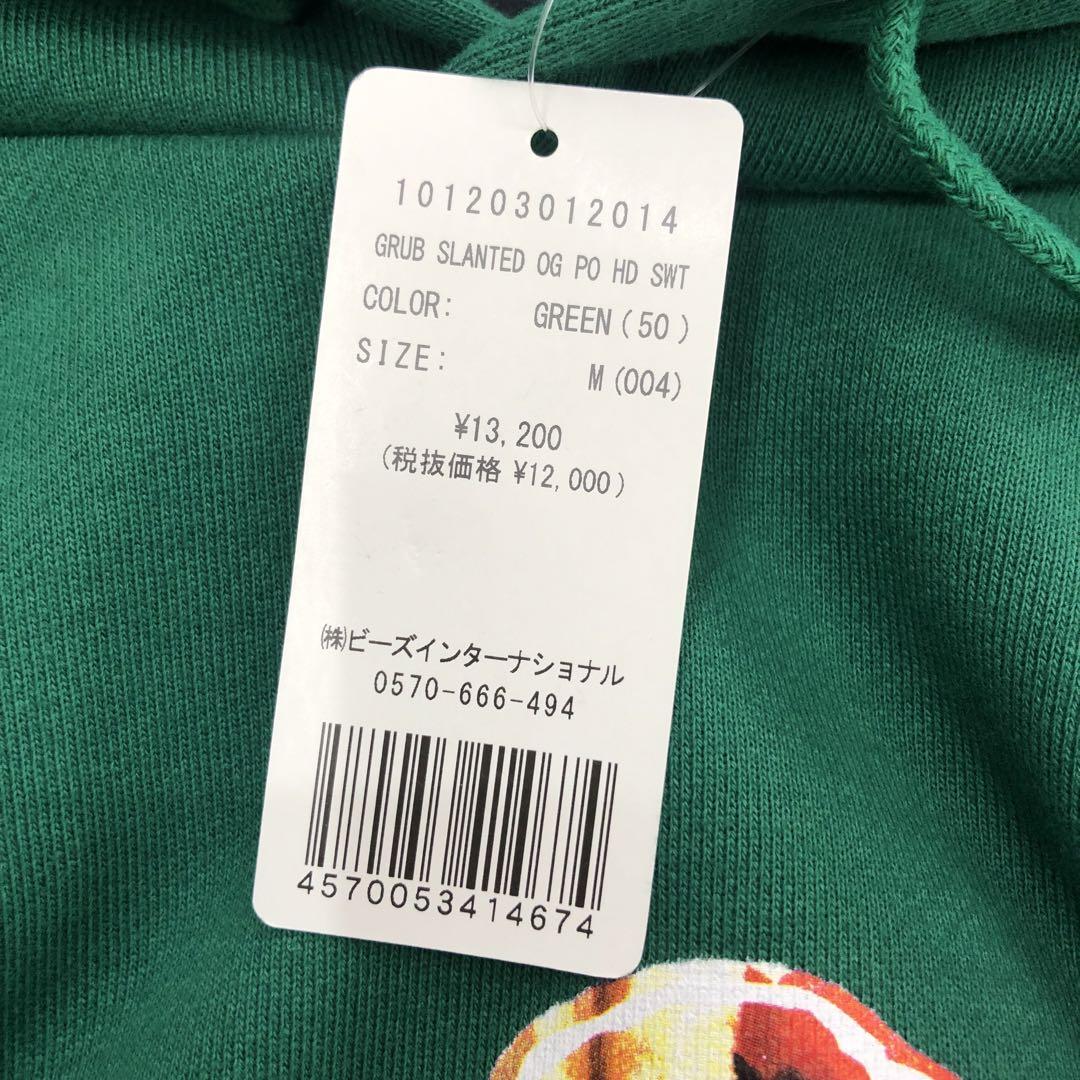 101203012014
GRUB SLANTED OG PO HD SWT
COLOR: GREEN(50)
SIZE: M(004)
¥13,200
(税抜価格 ¥12,000)
㈱ビーズインターナショナル
0570-666-494
4570053414674